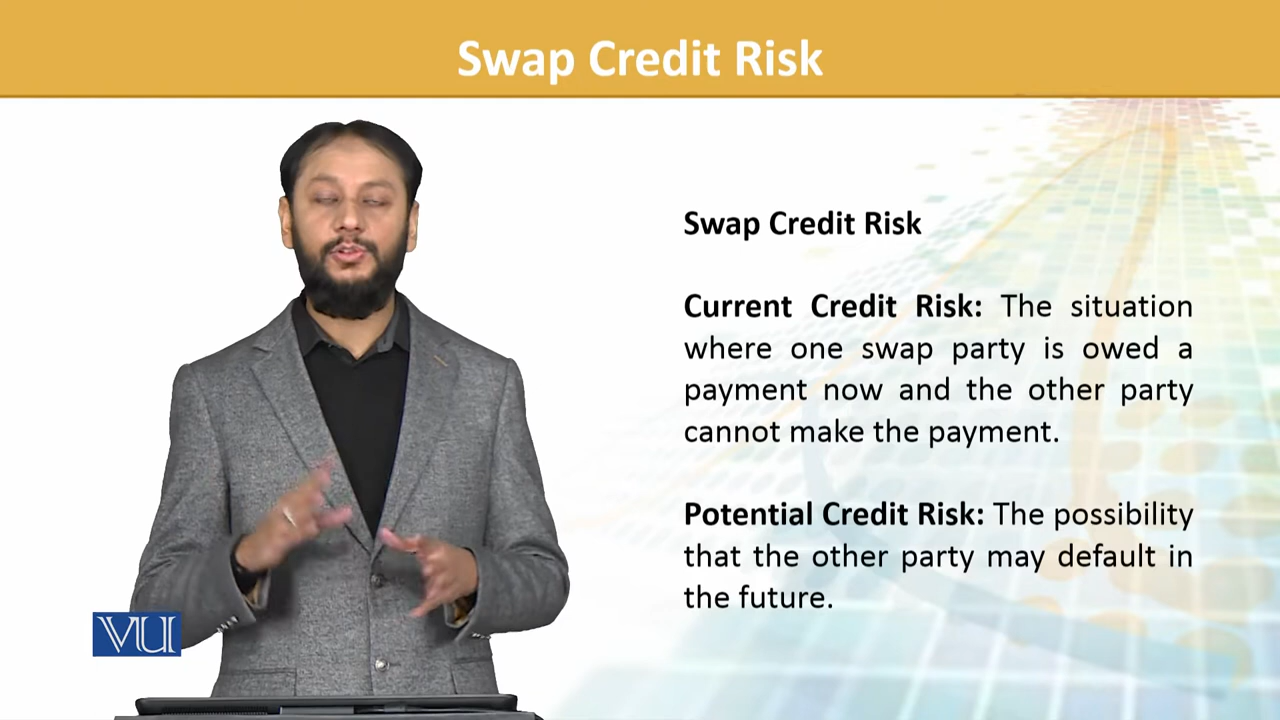 Swap Credit Risk
Swap Credit Risk
Current Credit Risk: The situation
where one swap party is owed a
payment now and the other party
cannot make the payment.
Potential Credit Risk: The possibility
that the other party may default in
the future.
VU